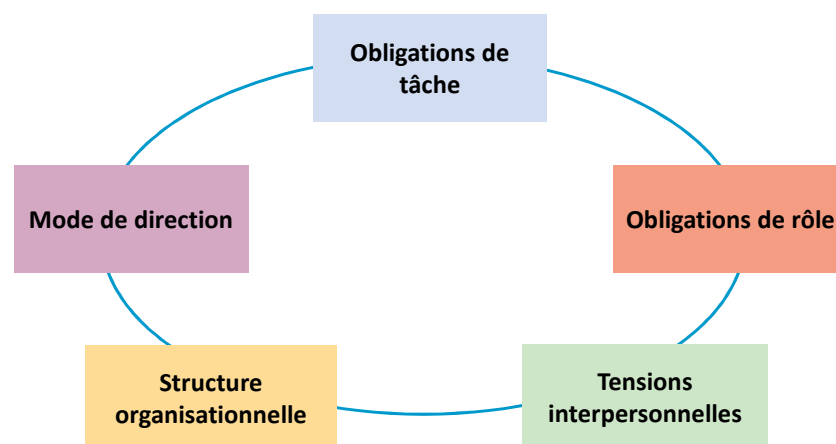 Obligations de
tâche
Mode de direction
Obligations de rôle
Structure
organisationnelle
Tensions
interpersonnelles